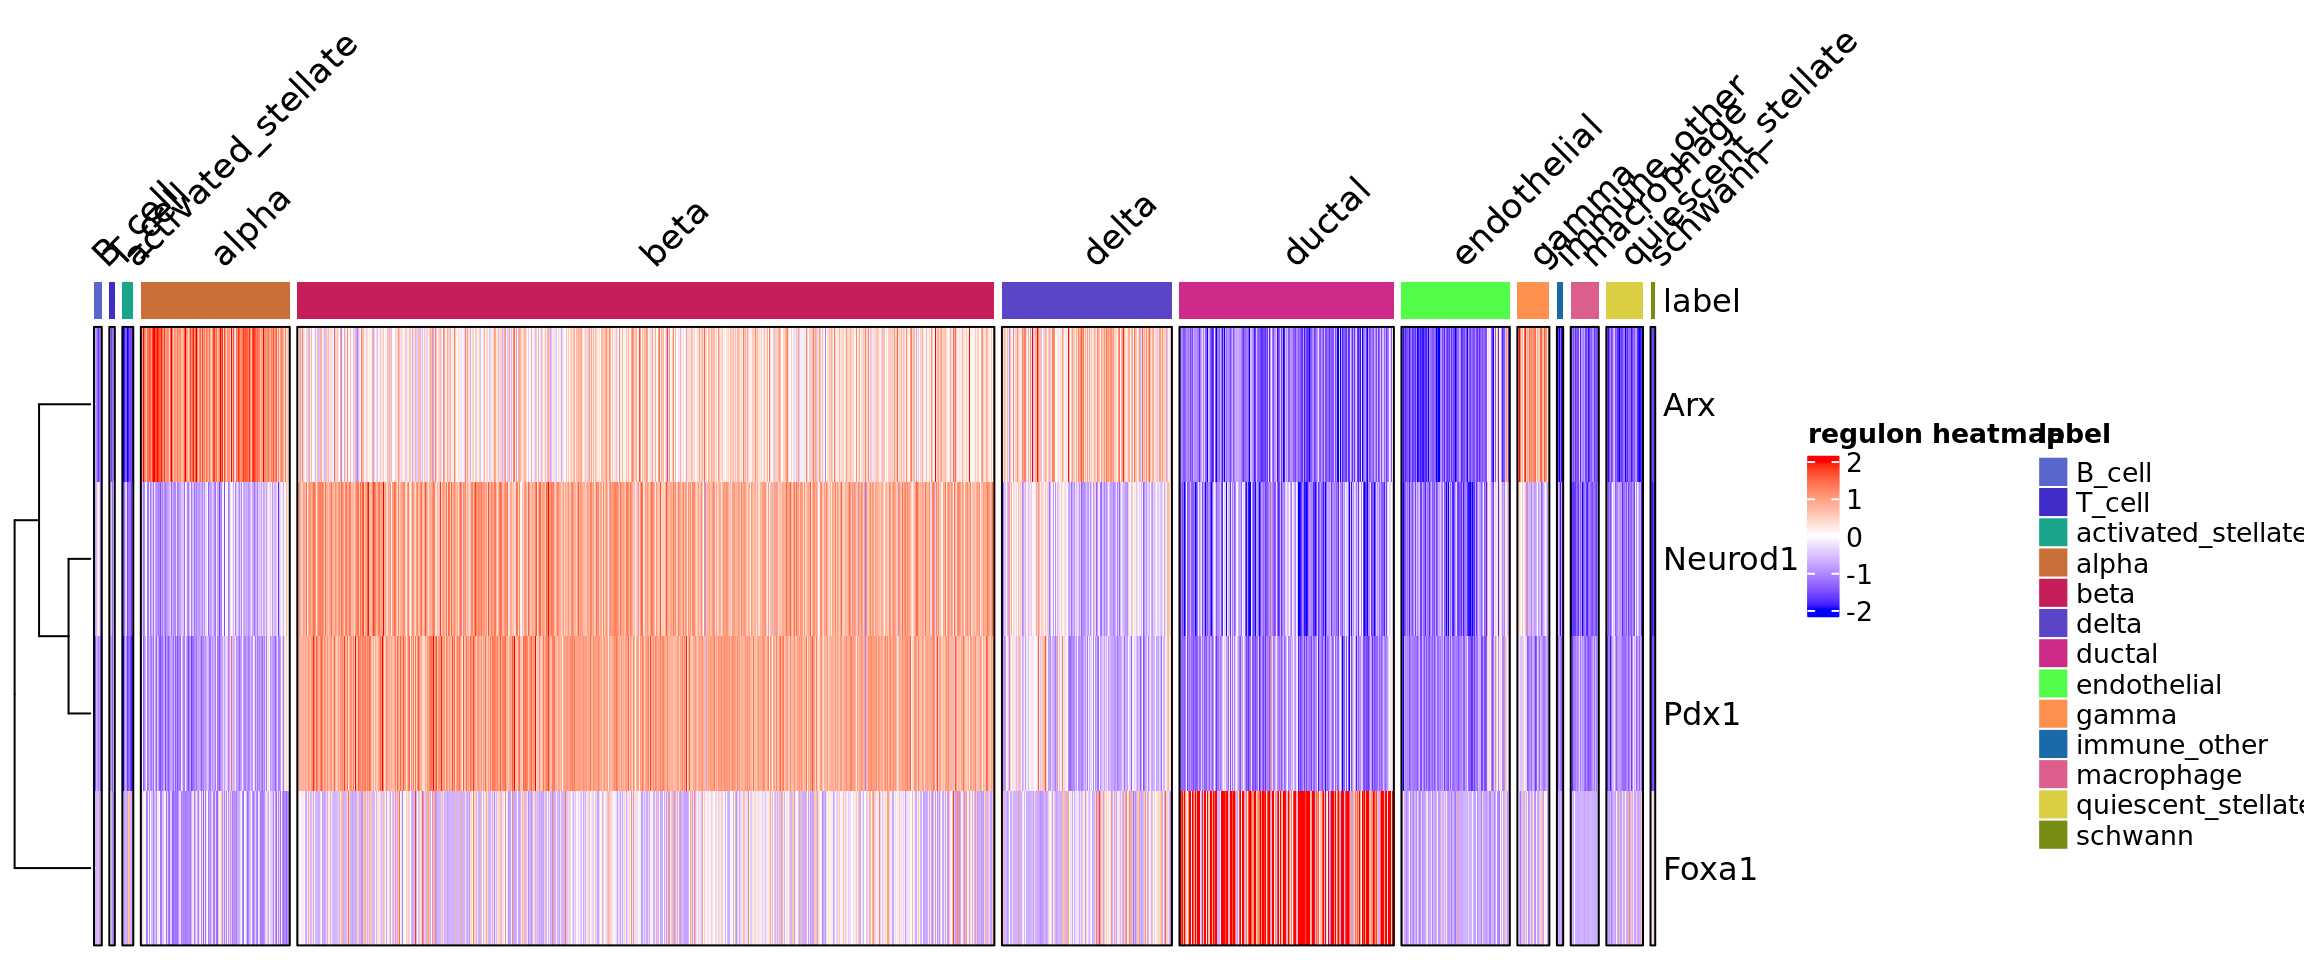 B_cell
T_cell
activated_stellate
alpha
beta
delta
ductal
endothelial
gamma
immune_other
macrophage
quiescent_stellate
schwann
label
Arx
Neurod1
Pdx1
Foxa1
regulon heatmap
2
1
0
-1
-2
label
B_cell
T_cell
activated_stellate
alpha
beta
delta
ductal
endothelial
gamma
immune_other
macrophage
quiescent_stellate
schwann